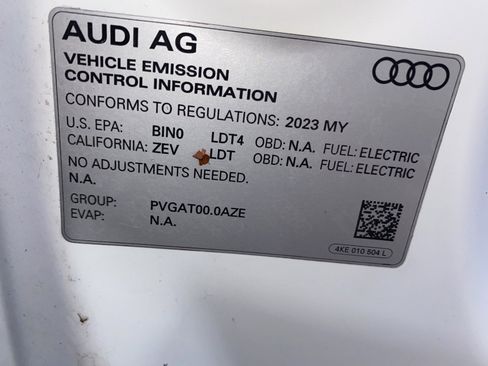 AUDI AG
VEHICLE EMISSION
CONTROL INFORMATION
CONFORMS TO REGULATIONS: 2023 MY
U.S. EPA: BIN0 LDT4 OBD: N.A. FUEL: ELECTRIC
CALIFORNIA: ZEV LDT OBD: N.A. FUEL: ELECTRIC
NO ADJUSTMENTS NEEDED.
N.A.
GROUP: PVGAT00.0AZE
EVAP: N.A.
4KE 010 504 L